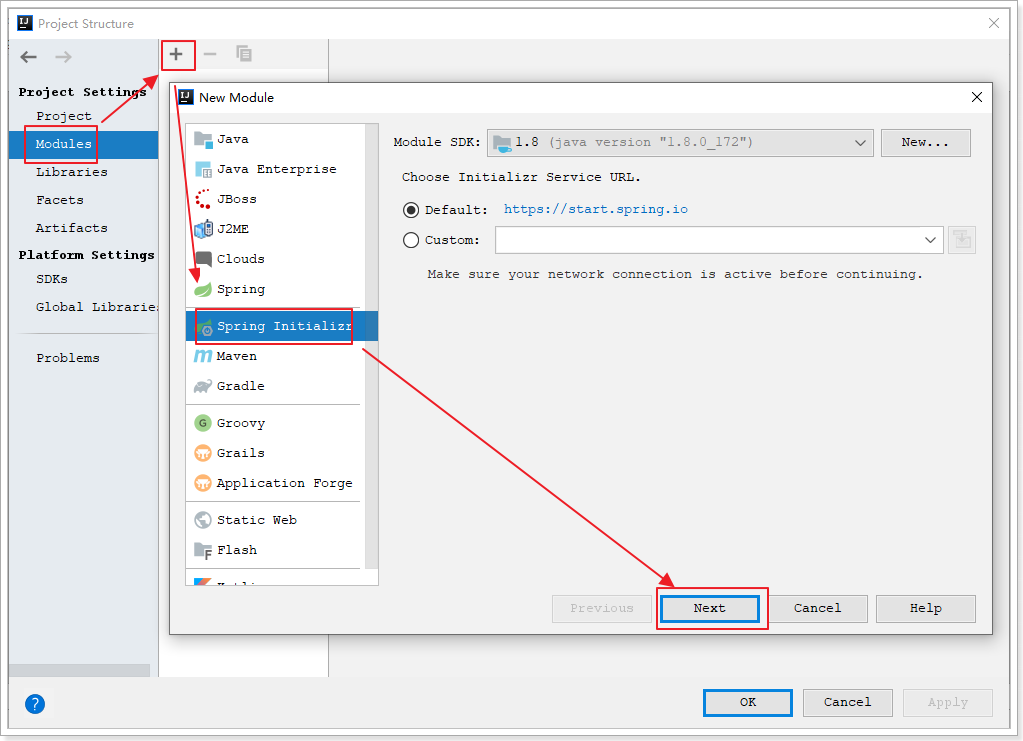 Project Structure
Project Settings
Project
Modules
Libraries
Facets
Artifacts
Platform Settings
SDKs
Global Libraries
Problems
New Module
Java
Java Enterprise
JBoss
J2ME
Clouds
Spring
Spring Initializr
Maven
Gradle
Groovy
Grails
Application Forge
Static Web
Flash
Module SDK: 1.8 (java version "1.8.0_172") New...
Choose Initializr Service URL.
Default: https://start.spring.io
Custom:
Make sure your network connection is active before continuing.
Previous Next Cancel Help
? OK Cancel Apply